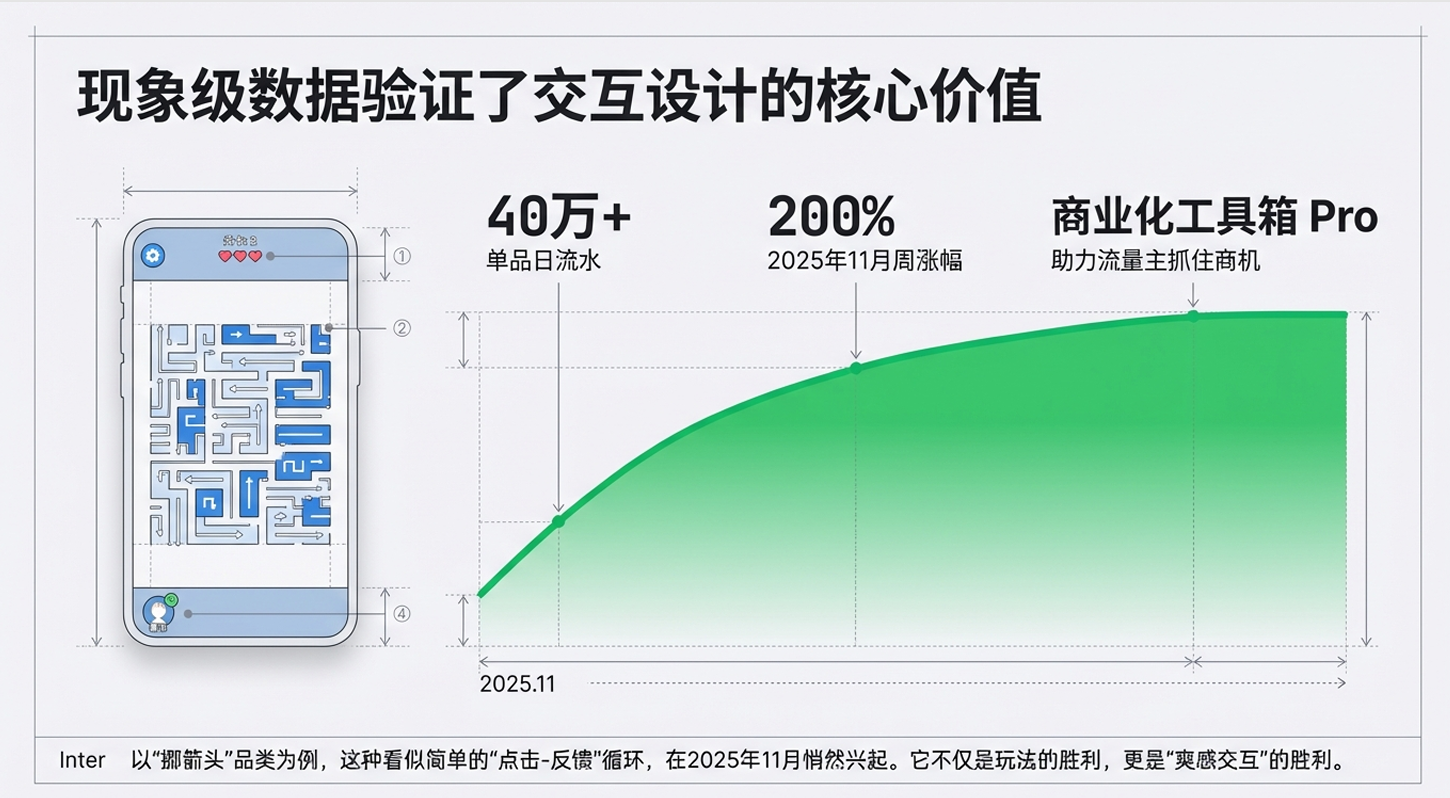 现象级数据验证了交互设计的核心价值
40万+
单品日流水
200%
2025年11月周涨幅
商业化工具箱 Pro
助力流量主抓住商机
①
②
④
2025.11
Inter 以“挪箭头”品类为例，这种看似简单的“点击-反馈"循环，在2025年11月悄然兴起。它不仅是玩法的胜利，更是“爽感交互”的胜利。